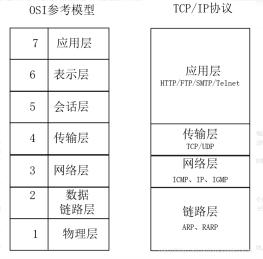 OSI参考模型
7 应用层
6 表示层
5 会话层
4 传输层
3 网络层
2 数据
链路层
1 物理层
TCP/IP协议
应用层
HTTP/FTP/SMTP/Telnet
传输层
TCP/UDP
网络层
ICMP、IP、IGMP
链路层
ARP、RARP